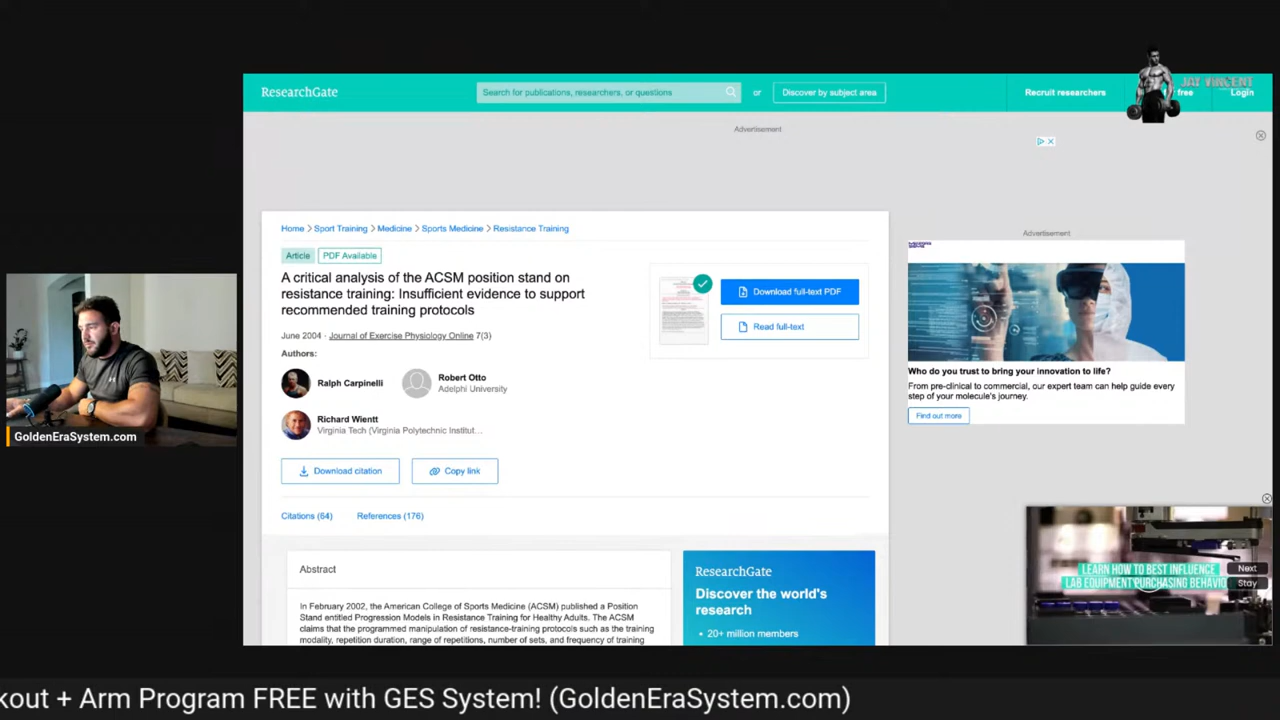 JAY VINCENT
ResearchGate
Search for publications, researchers, or questions
or
Discover by subject area
Recruit researchers
free
Login
Advertisement
Home > Sport Training > Medicine > Sports Medicine > Resistance Training
Article
PDF Available
A critical analysis of the ACSM position stand on
resistance training: Insufficient evidence to support
recommended training protocols
June 2004 · Journal of Exercise Physiology Online 7(3)
Authors:
Ralph Carpinelli
Robert Otto
Adelphi University
Richard Wientt
Virginia Tech (Virginia Polytechnic Institut...
Download full-text PDF
Read full-text
Download citation
Copy link
Citations (64)
References (176)
Abstract
In February 2002, the American College of Sports Medicine (ACSM) published a Position
Stand entitled Progression Models in Resistance Training for Healthy Adults. The ACSM
claims that the programmed manipulation of resistance-training protocols such as the training
modality, repetition duration, range of repetitions, number of sets, and frequency of training
ResearchGate
Discover the world's
research
• 20+ million members
Advertisement
Who do you trust to bring your innovation to life?
From pre-clinical to commercial, our expert team can help guide every
step of your molecule's journey.
Find out more
LEARN HOW TO BEST INFLUENCE
LAB EQUIPMENT PURCHASING BEHAVIO
Next
Stay
GoldenEraSystem.com
kout + Arm Program FREE with GES System! (GoldenEraSystem.com)